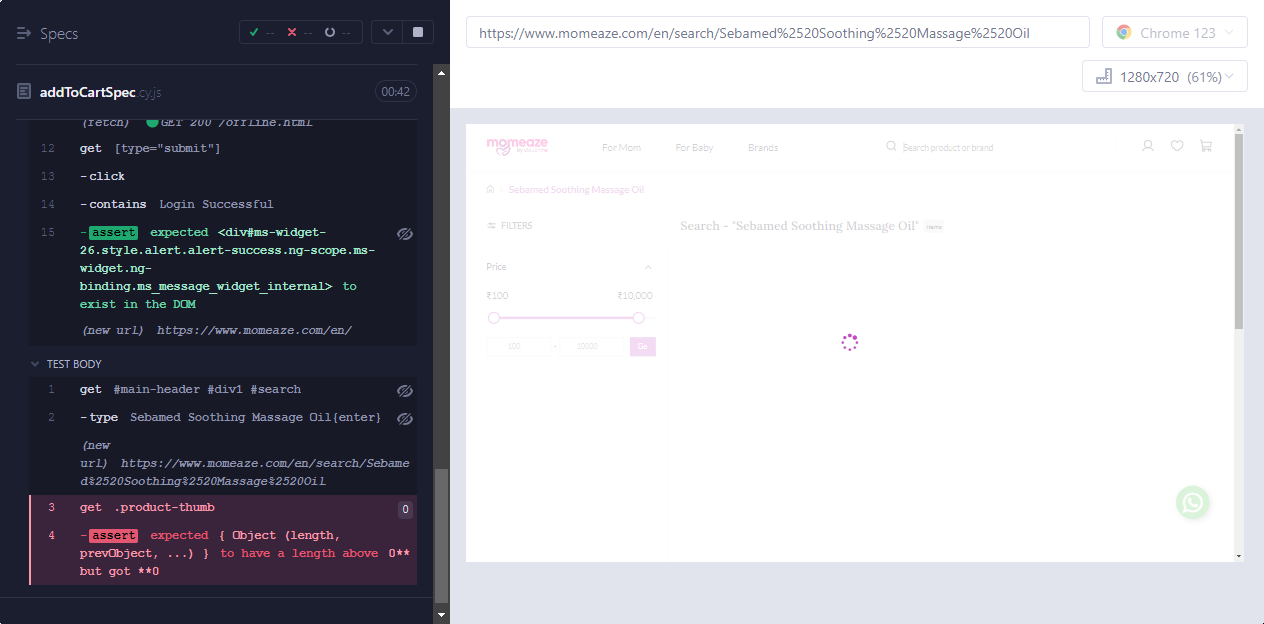 Specs
-- -- --
addToCartSpec.cy.js 00:42
(fetch) GET 200 /offline.html
12 get [type="submit"]
13 -click
14 -contains Login Successful
15 -assert expected <div#ms-widget-
26.style.alert.alert-success.ng-scope.ms-
widget.ng-
binding.ms_message_widget_internal> to
exist in the DOM
(new url) https://www.momeaze.com/en/
TEST BODY
1 get #main-header #div1 #search
2 -type Sebamed Soothing Massage Oil{enter}
(new
url) https://www.momeaze.com/en/search/Sebame
d%2520Soothing%2520Massage%2520Oil
3 get .product-thumb 0
4 -assert expected { Object (length,
prevObject, ...) } to have a length above 0**
but got **0
https://www.momeaze.com/en/search/Sebamed%2520Soothing%2520Massage%2520Oil
Chrome 123
1280x720 (61%)
momeaze
For Mom For Baby Brands Search product or brand
Sebamed Soothing Massage Oil
FILTERS
Search - "Sebamed Soothing Massage Oil"
Price
₹100 ₹10,000
100 - 10000 Go